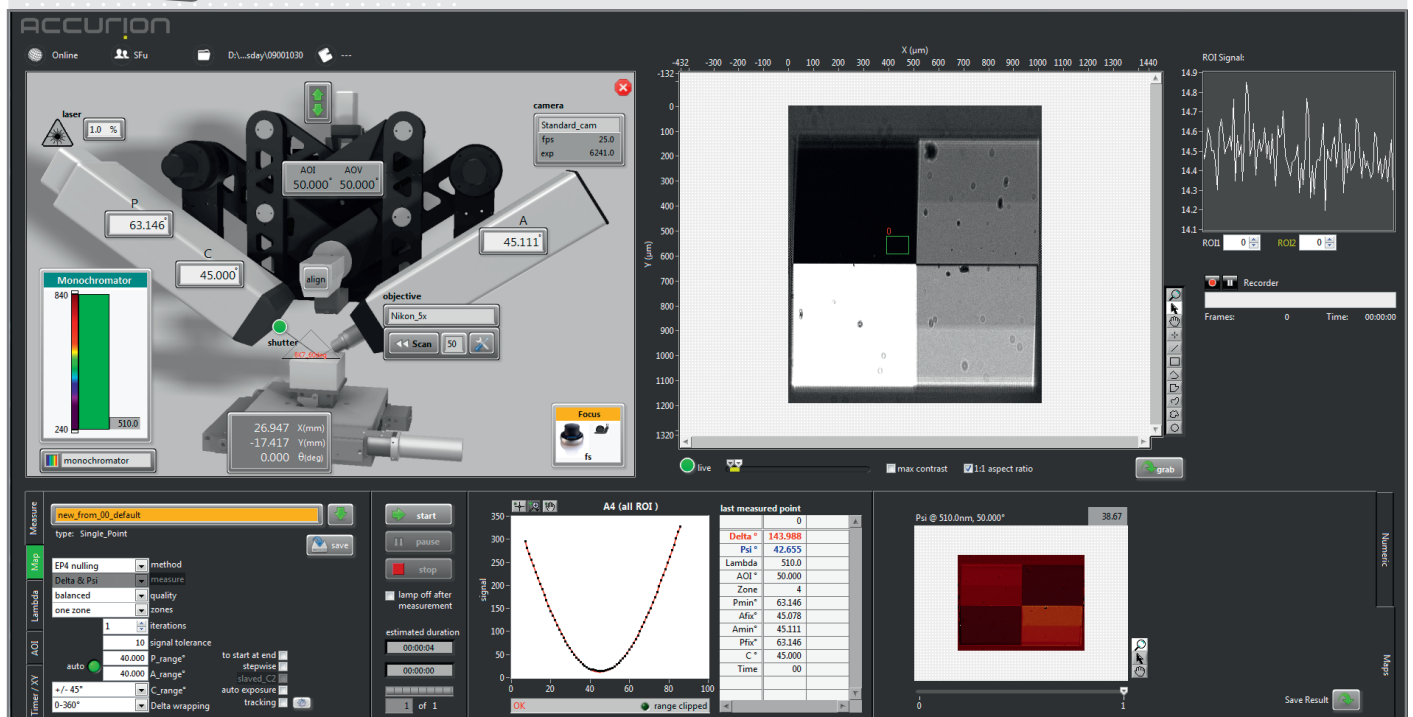 ACCURION
Online
SFu
D:\...sday\09001030
---
laser
1.0 %
camera
Standard_cam
fps 25.0
exp 6241.0
AOI AOV
50.000° 50.000°
P
63.146°
C
45.000°
A
45.111°
align
objective
Nikon_5x
Scan 50
shutter
Monochromator
840
240
510.0
monochromator
26.947 X(mm)
-17.417 Y(mm)
0.000 θ(deg)
Focus
fs
X (µm)
-432 -300 -200 -100 0 100 200 300 400 500 600 700 800 900 1000 1100 1200 1300 1440
Y (µm)
-132
0
100
200
300
400
500
600
700
800
900
1000
1100
1200
1320
0
live
max contrast
1:1 aspect ratio
grab
ROI Signal:
14.9
14.8
14.7
14.6
14.5
14.4
14.3
14.2
14.1
ROI1 0 ROI2 0
Recorder
Frames: 0 Time: 00:00:00
Measure
Map
Lambda
AOI
Timer / XY
new_from_00_default
type: Single_Point
save
EP4 nulling method
Delta & Psi measure
balanced quality
one zone zones
1 iterations
10 signal tolerance
auto
40.000 P_range°
40.000 A_range°
+/- 45° C_range°
0-360° Delta wrapping
to start at end
stepwise
slaved_C2
auto exposure
tracking
start
pause
stop
lamp off after
measurement
estimated duration
00:00:04
00:00:00
1 of 1
A4 (all ROI )
signal
350
300
250
200
150
100
50
0
0 20 40 60 80 100
OK
range clipped
last measured point
0
Delta ° 143.988
Psi ° 42.655
Lambda 510.0
AOI ° 50.000
Zone 4
Pmin° 63.146
Afix° 45.078
Amin° 45.111
Pfix° 63.146
C ° 45.000
Time 00
Psi @ 510.0nm, 50.000°
38.67
0 1
1
Save Result
Numeric
Maps